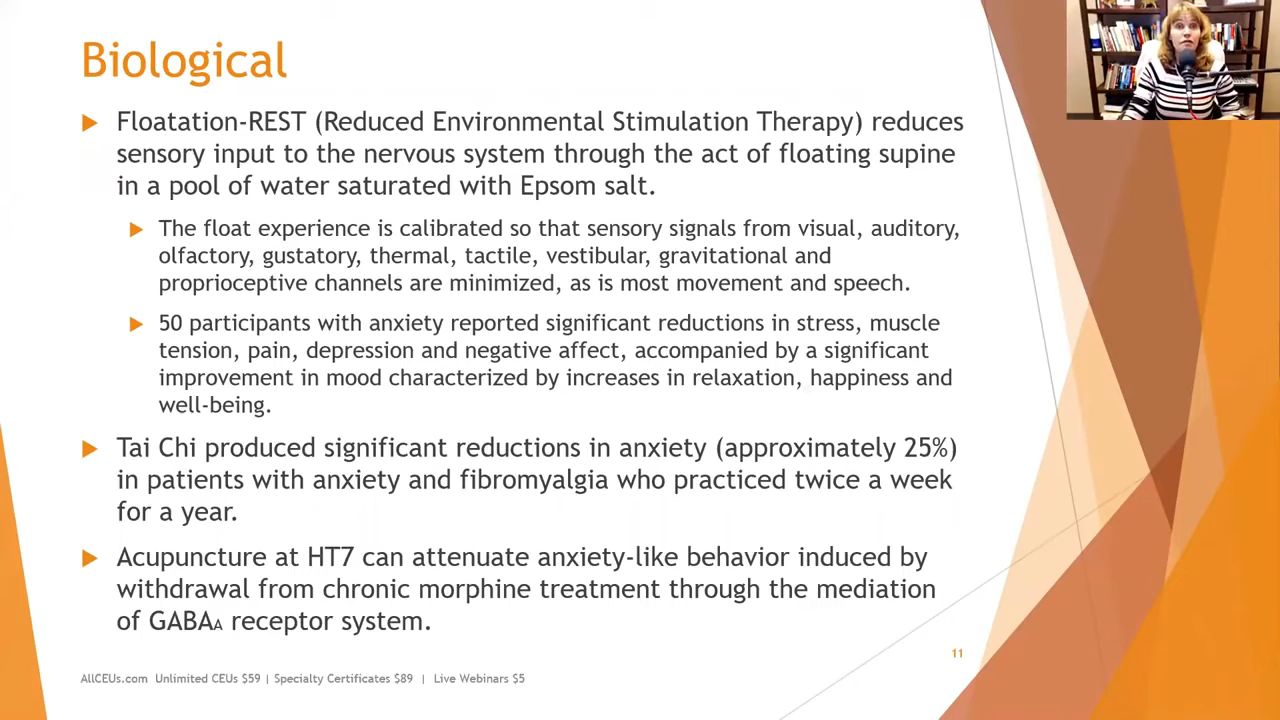 Biological
Floatation-REST (Reduced Environmental Stimulation Therapy) reduces
sensory input to the nervous system through the act of floating supine
in a pool of water saturated with Epsom salt.
The float experience is calibrated so that sensory signals from visual, auditory,
olfactory, gustatory, thermal, tactile, vestibular, gravitational and
proprioceptive channels are minimized, as is most movement and speech.
50 participants with anxiety reported significant reductions in stress, muscle
tension, pain, depression and negative affect, accompanied by a significant
improvement in mood characterized by increases in relaxation, happiness and
well-being.
Tai Chi produced significant reductions in anxiety (approximately 25%)
in patients with anxiety and fibromyalgia who practiced twice a week
for a year.
Acupuncture at HT7 can attenuate anxiety-like behavior induced by
withdrawal from chronic morphine treatment through the mediation
of GABAA receptor system.
11
AllCEUs.com Unlimited CEUs $59 | Specialty Certificates $89 | Live Webinars $5